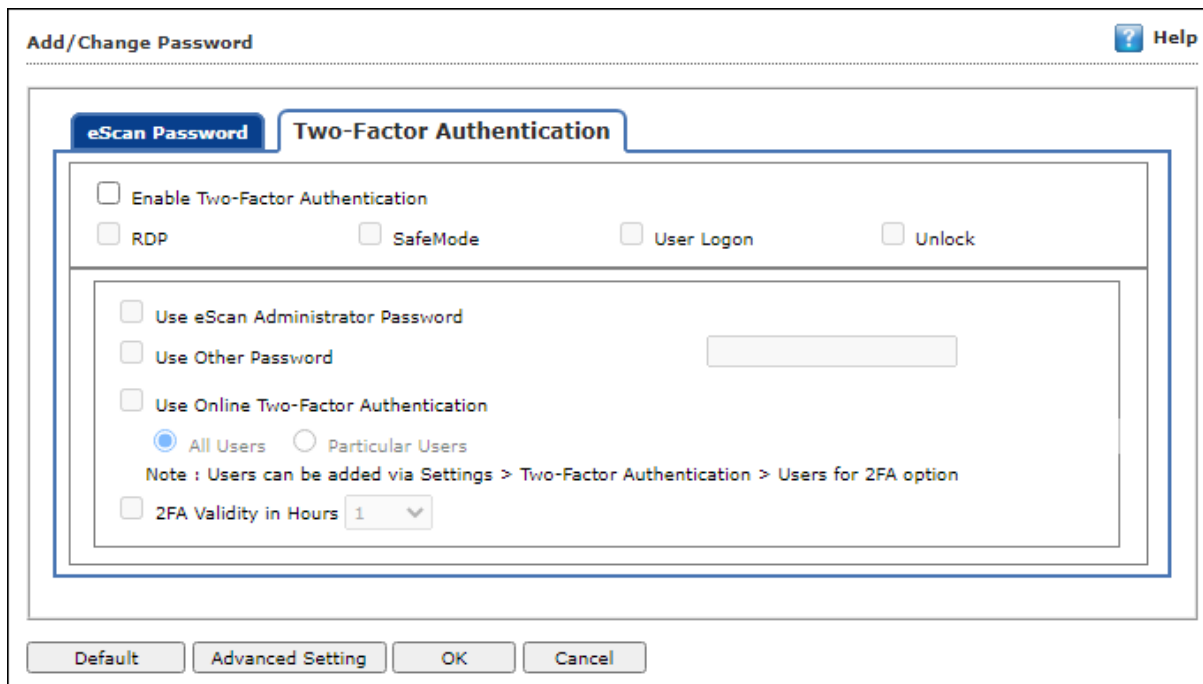 Add/Change Password
? Help
eScan Password Two-Factor Authentication
Enable Two-Factor Authentication
RDP SafeMode User Logon Unlock
Use eScan Administrator Password
Use Other Password
Use Online Two-Factor Authentication
All Users Particular Users
Note : Users can be added via Settings > Two-Factor Authentication > Users for 2FA option
2FA Validity in Hours 1
Default Advanced Setting OK Cancel